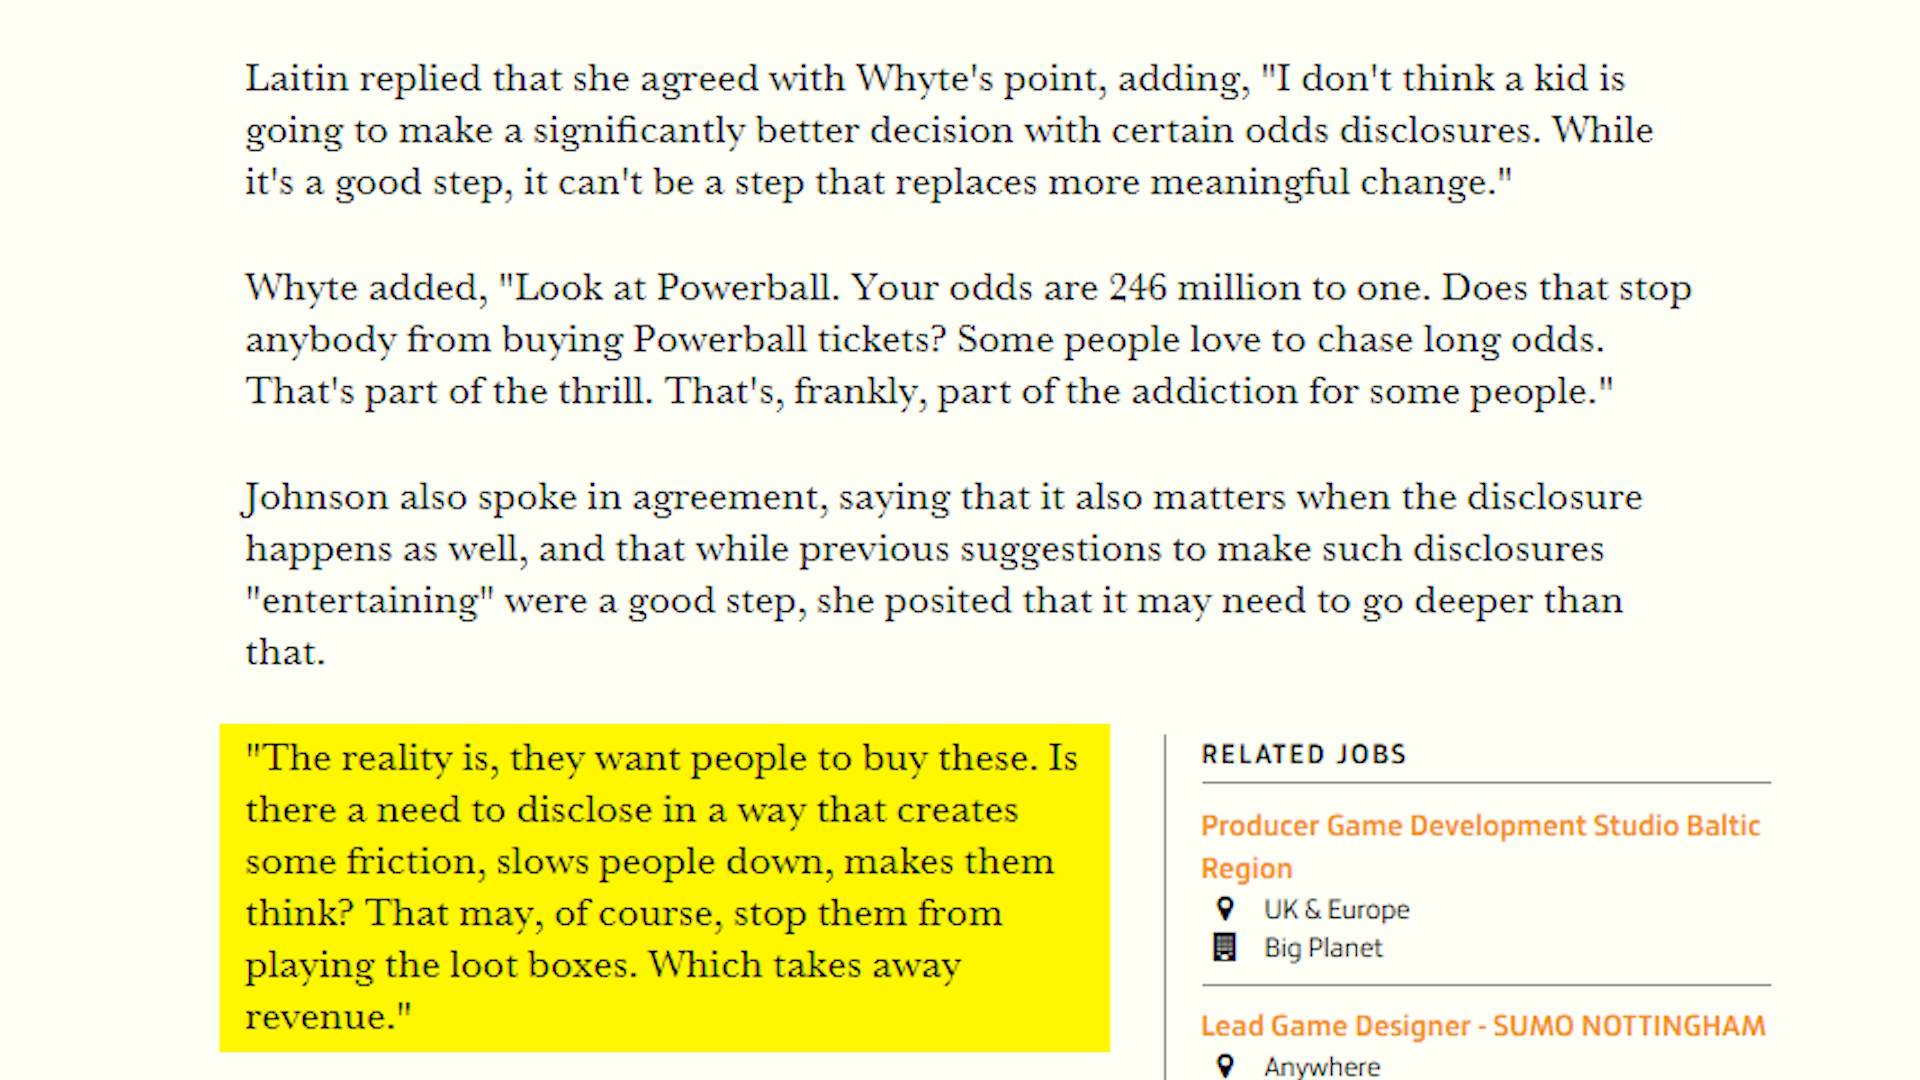 Laitin replied that she agreed with Whyte's point, adding, "I don't think a kid is
going to make a significantly better decision with certain odds disclosures. While
it's a good step, it can't be a step that replaces more meaningful change."
Whyte added, "Look at Powerball. Your odds are 246 million to one. Does that stop
anybody from buying Powerball tickets? Some people love to chase long odds.
That's part of the thrill. That's, frankly, part of the addiction for some people."
Johnson also spoke in agreement, saying that it also matters when the disclosure
happens as well, and that while previous suggestions to make such disclosures
"entertaining" were a good step, she posited that it may need to go deeper than
that.
"The reality is, they want people to buy these. Is
there a need to disclose in a way that creates
some friction, slows people down, makes them
think? That may, of course, stop them from
playing the loot boxes. Which takes away
revenue."
RELATED JOBS
Producer Game Development Studio Baltic
Region
UK & Europe
Big Planet
Lead Game Designer - SUMO NOTTINGHAM
Anywhere